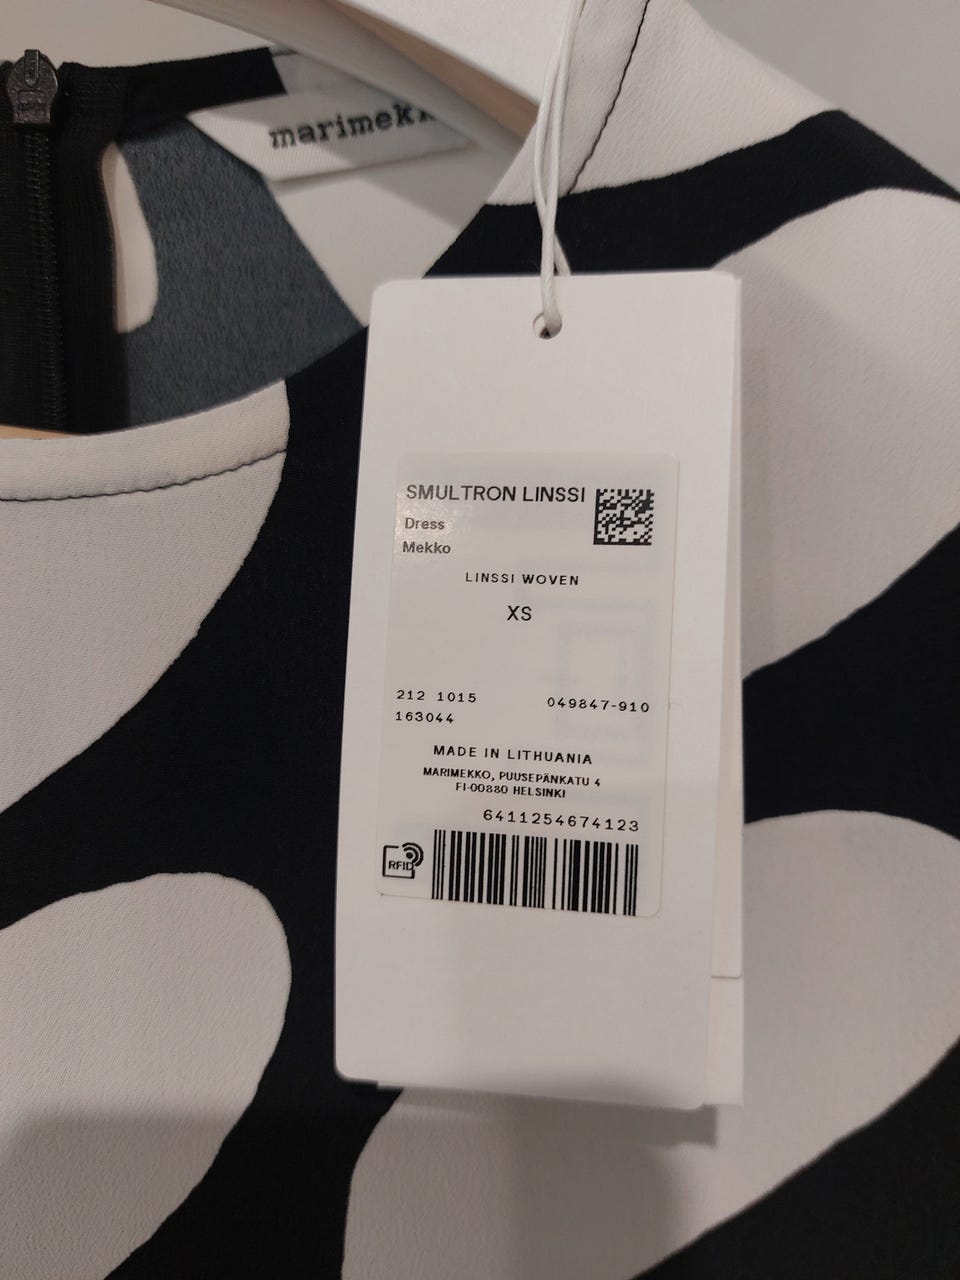 SMULTRON LINSSI
Dress
Mekko
LINSSI WOVEN
XS
212 1015 049847-910
163044
MADE IN LITHUANIA
MARIMEKKO, PUUSEPÄNKATU 4
FI-00880 HELSINKI
6411254674123
RFID